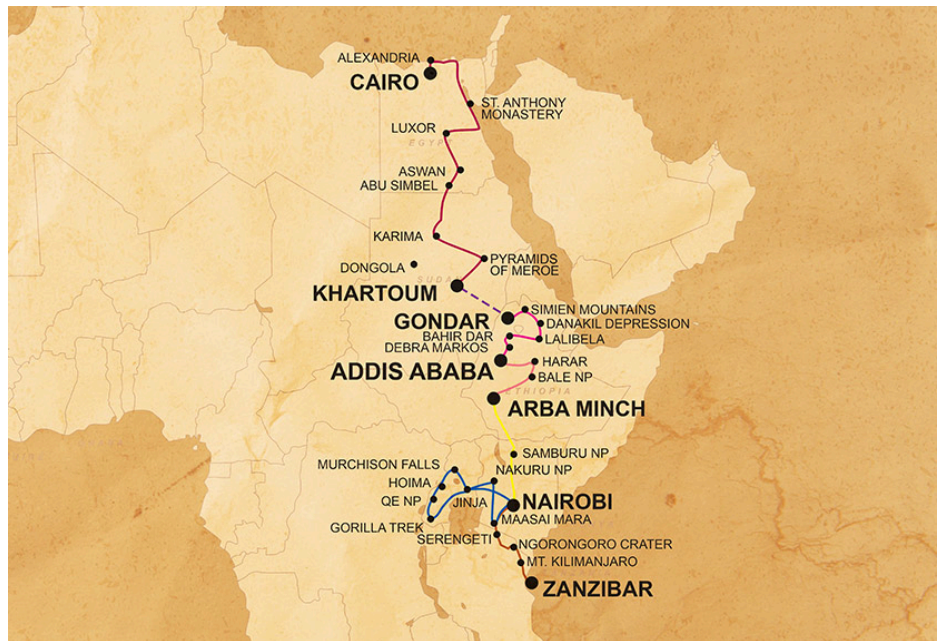 ALEXANDRIA
CAIRO
ST. ANTHONY
MONASTERY
LUXOR
EGYPT
ASWAN
ABU SIMBEL
KARIMA
PYRAMIDS
OF MEROE
DONGOLA
SUDAN
KHARTOUM
SIMIEN MOUNTAINS
GONDAR
DANAKIL DEPRESSION
BAHIR DAR
LALIBELA
DEBRA MARKOS
ADDIS ABABA
HARAR
BALE NP
ETHIOPIA
ARBA MINCH
SAMBURU NP
MURCHISON FALLS
NAKURU NP
HOIMA
QE NP
JINJA
NAIROBI
GORILLA TREK
MAASAI MARA
SERENGETI
NGORONGORO CRATER
MT. KILIMANJARO
ZANZIBAR